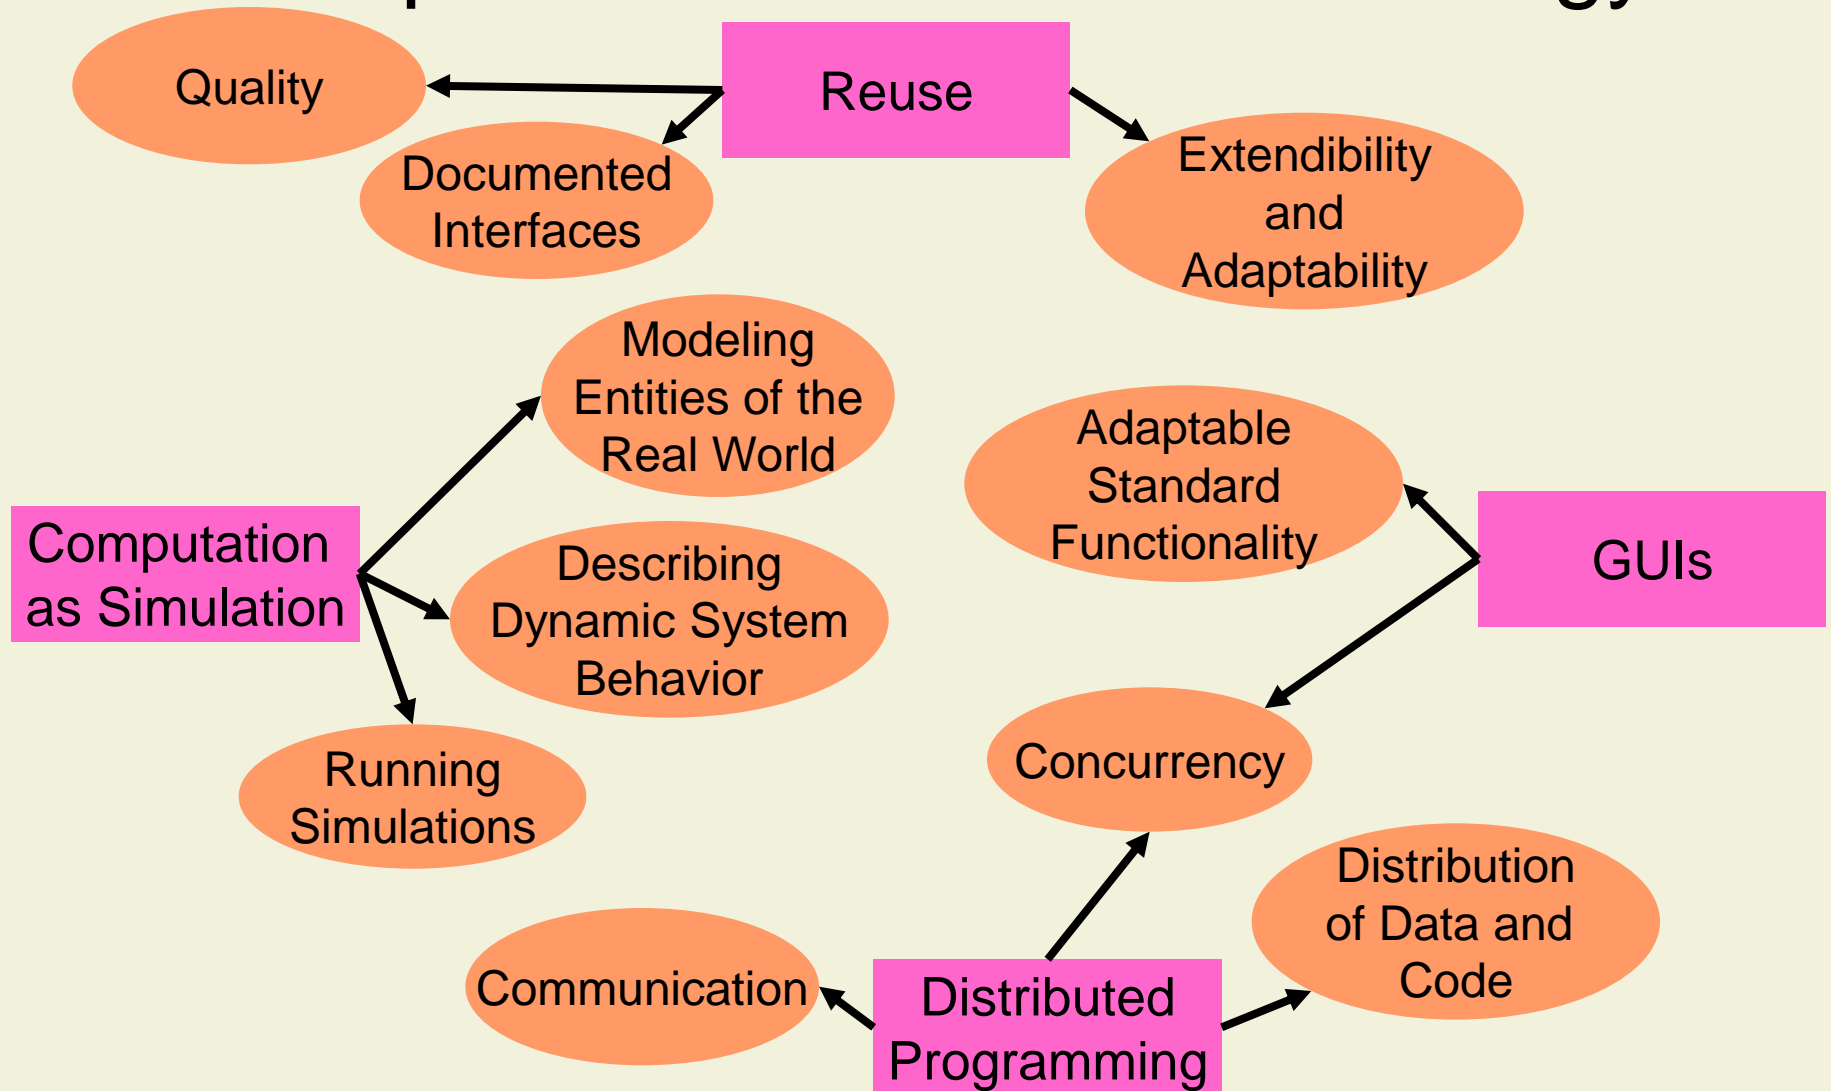 Quality
Reuse
Documented
Interfaces
Extendibility
and
Adaptability
Modeling
Entities of the
Real World
Adaptable
Standard
Functionality
Computation
as Simulation
Describing
Dynamic System
Behavior
GUIs
Running
Simulations
Concurrency
Distribution
of Data and
Code
Communication
Distributed
Programming